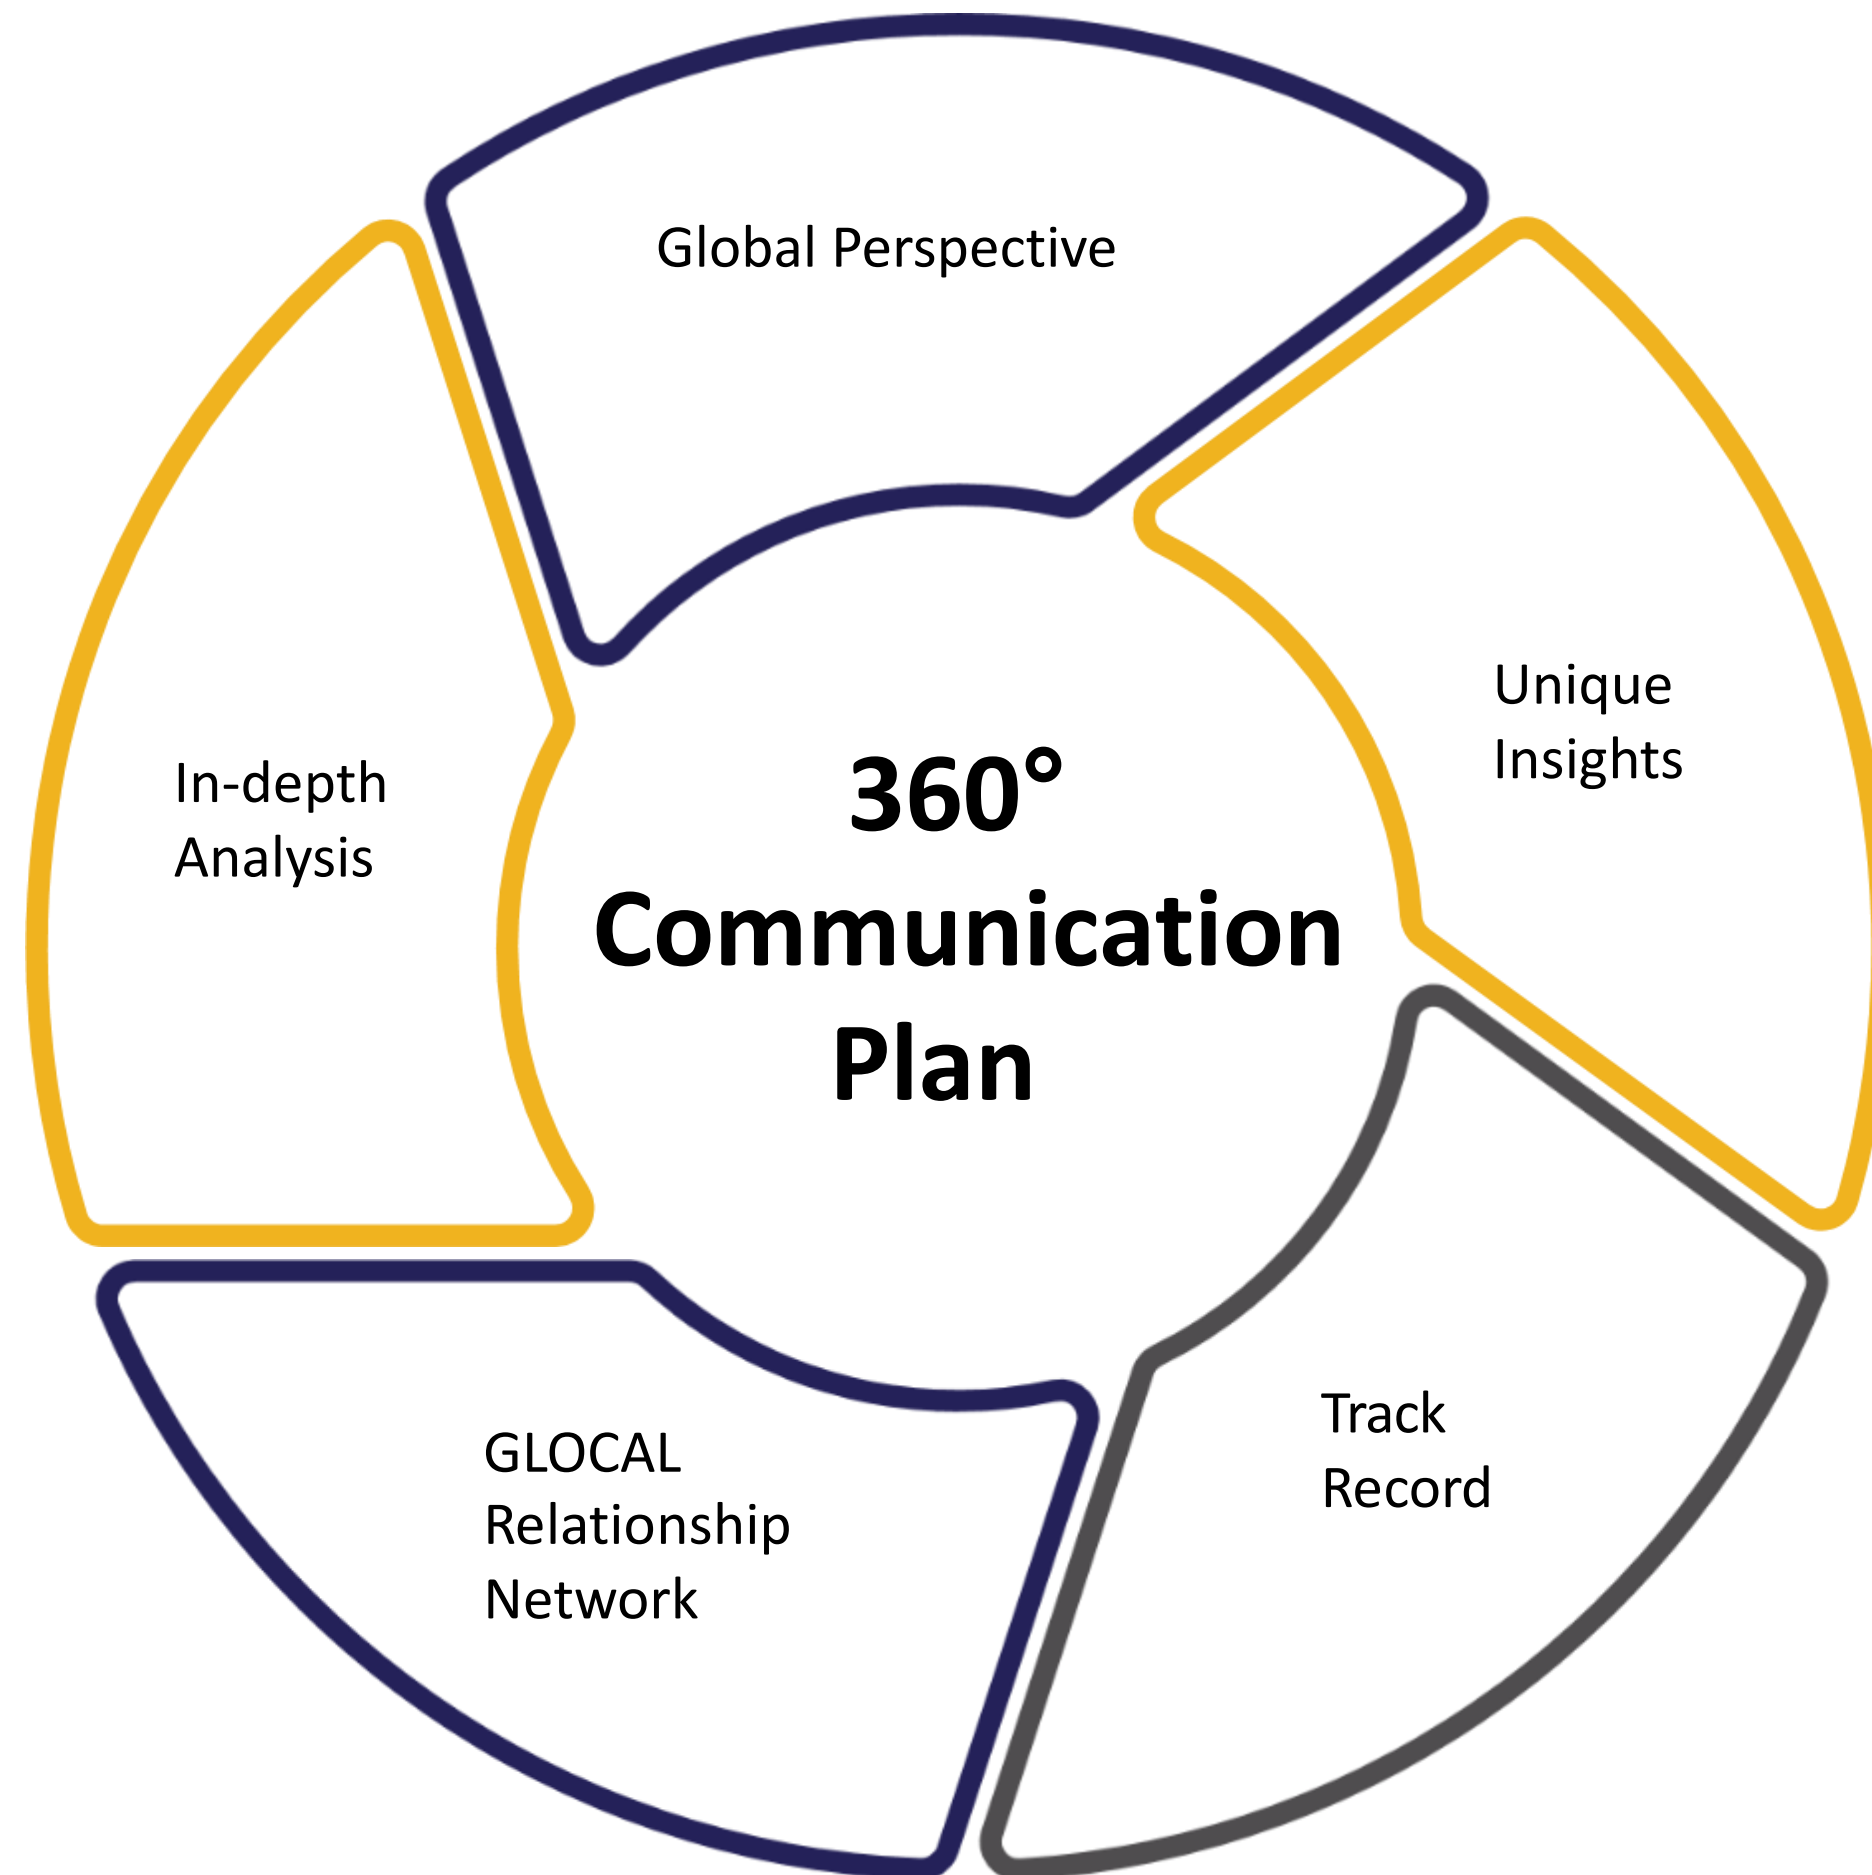 Global Perspective
Unique
Insights
In-depth
Analysis
360°
Communication
Plan
Track
Record
GLOCAL
Relationship
Network